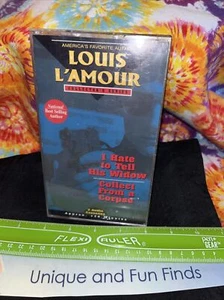 AMERICA'S FAVORITE AUTHOR
LOUIS
L'AMOUR
COLLECTOR'S SERIES
National
Best Selling
Author
I Hate
to Tell
His Widow
Collect
From a
Corpse
FLEXI RULER
Unique and Fun Finds